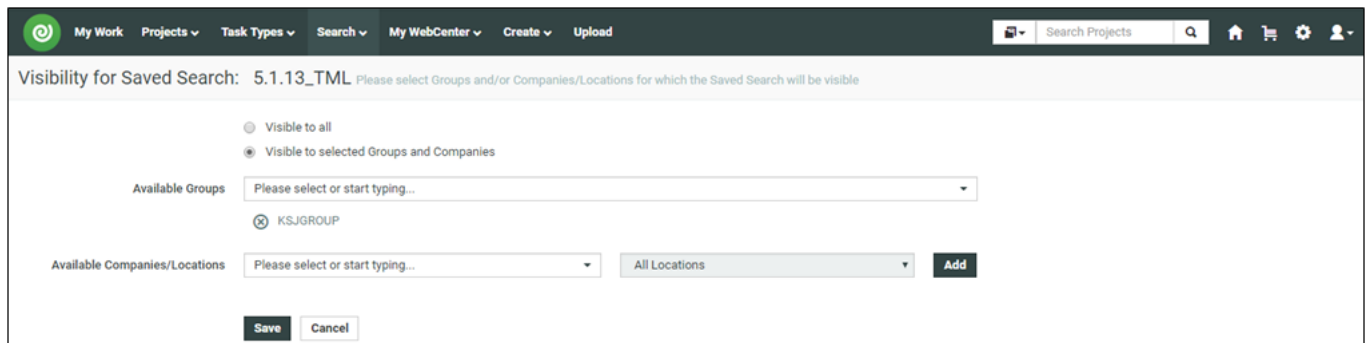 My Work Projects Task Types Search My WebCenter Create Upload Search Projects
Visibility for Saved Search: 5.1.13_TML Please select Groups and/or Companies/Locations for which the Saved Search will be visible
Visible to all
Visible to selected Groups and Companies
Available Groups Please select or start typing...
KSJGROUP
Available Companies/Locations Please select or start typing... All Locations Add
Save Cancel